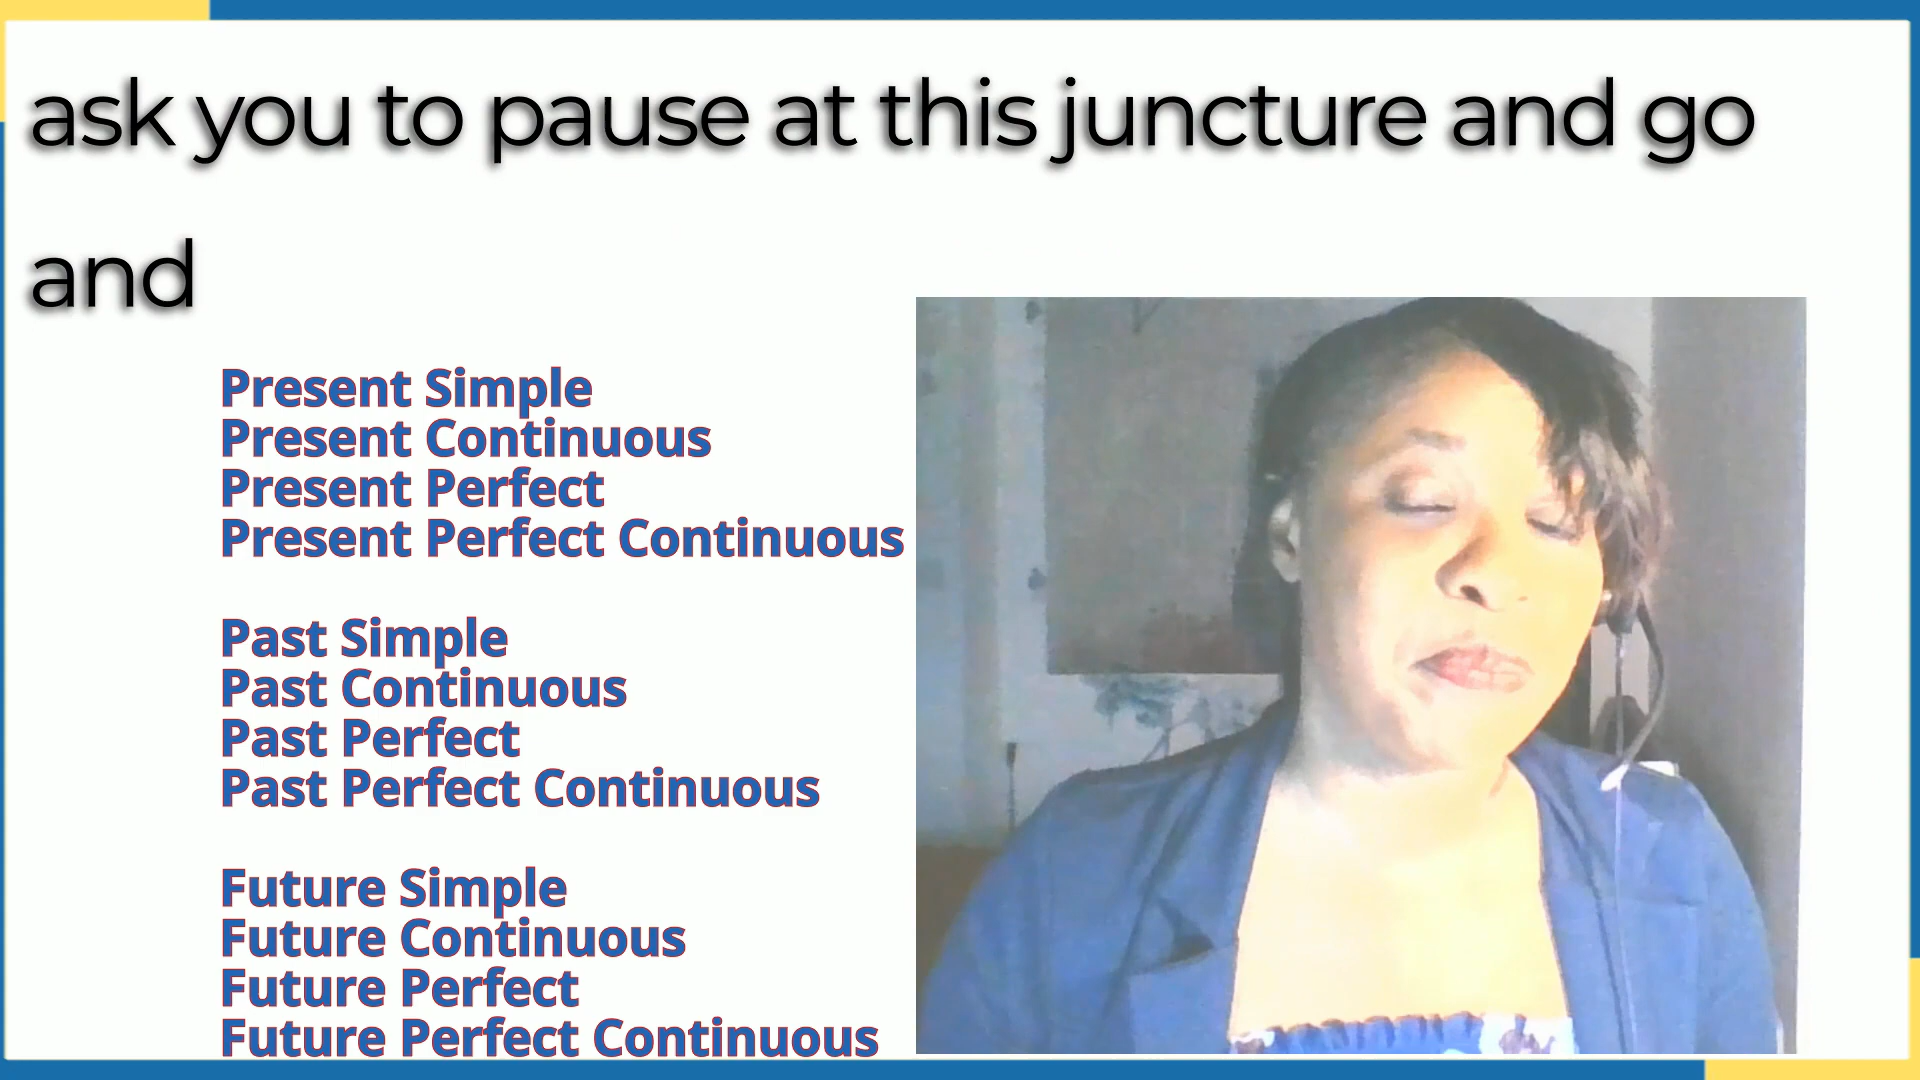 ask you to pause at this juncture and go
and
Present Simple
Present Continuous
Present Perfect
Present Perfect Continuous
Past Simple
Past Continuous
Past Perfect
Past Perfect Continuous
Future Simple
Future Continuous
Future Perfect
Future Perfect Continuous